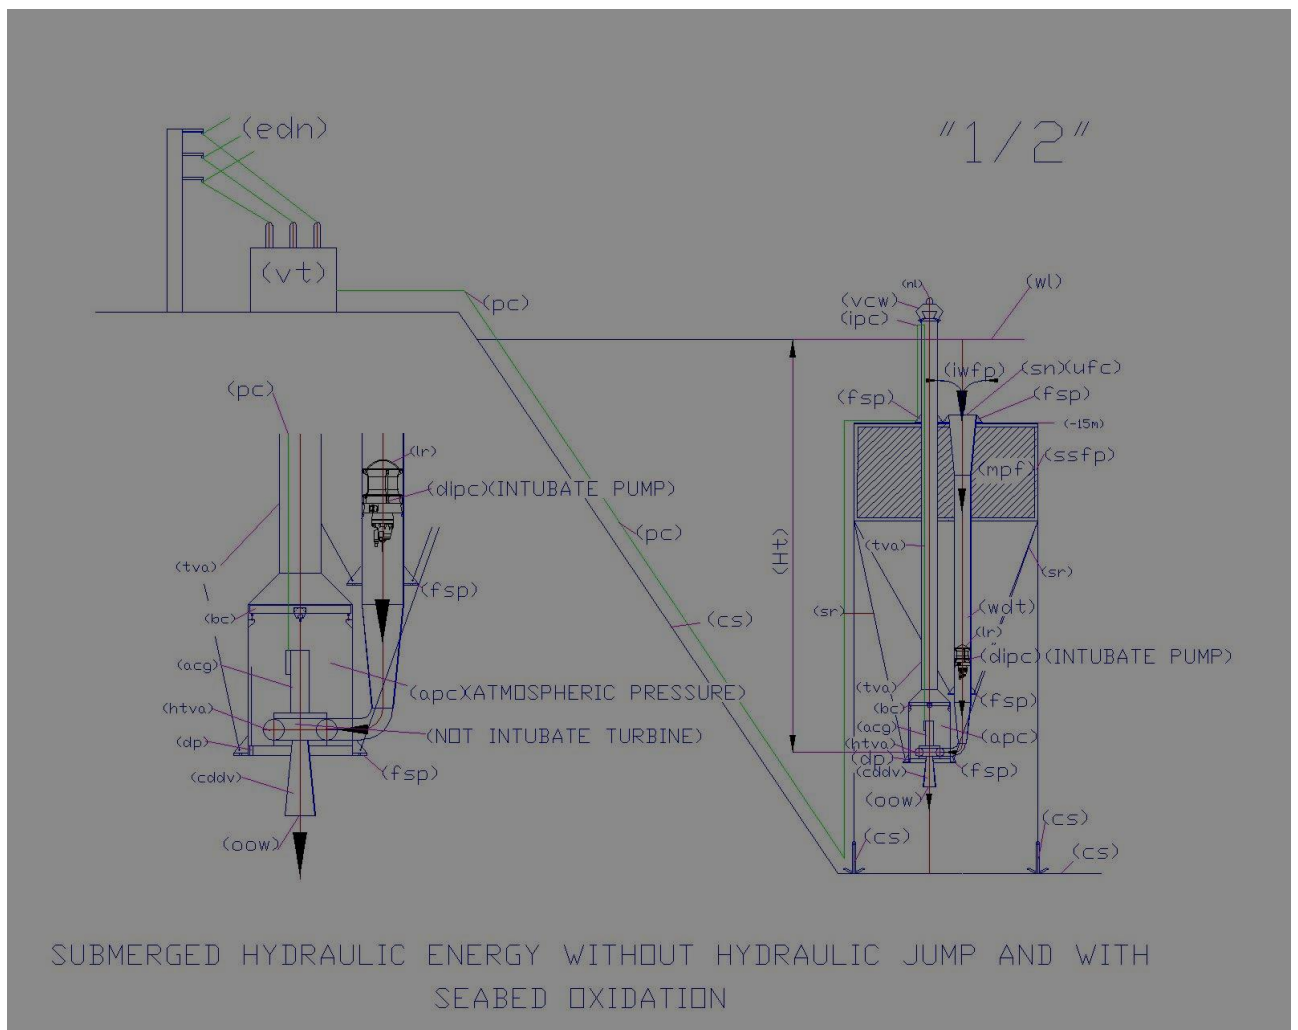 (edn)
"1/2"
(vt)
(pc)
(nl)
(vcw)
(ipc)
(wl)
(iwfp)
(sn)(ufc)
(fsp)
(fsp)
(-15m)
(ssfp)
(mpf)
(pc)
(lr)
(dipc)(INTUBATE PUMP)
(pc)
(Ht)
(tva)
(sr)
(tva)
(fsp)
(sr)
(wdt)
(bc)
(cs)
(lr)
(dipc)(INTUBATE PUMP)
(acg)
(apc)(ATMOSPHERIC PRESSURE)
(tva)
(fsp)
(bc)
(htva)
(NOT INTUBATE TURBINE)
(acg)
(apc)
(dp)
(htva)
(dp)
(cddv)
(fsp)
(cddv)
(fsp)
(oow)
(oow)
(cs)
(cs)
(cs)
SUBMERGED HYDRAULIC ENERGY WITHOUT HYDRAULIC JUMP AND WITH
SEABED OXIDATION